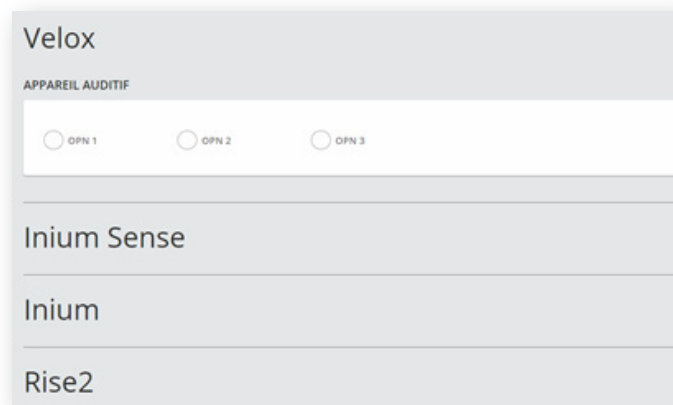 Velox
APPAREIL AUDITIF
OPN 1 OPN 2 OPN 3
Inium Sense
Inium
Rise2